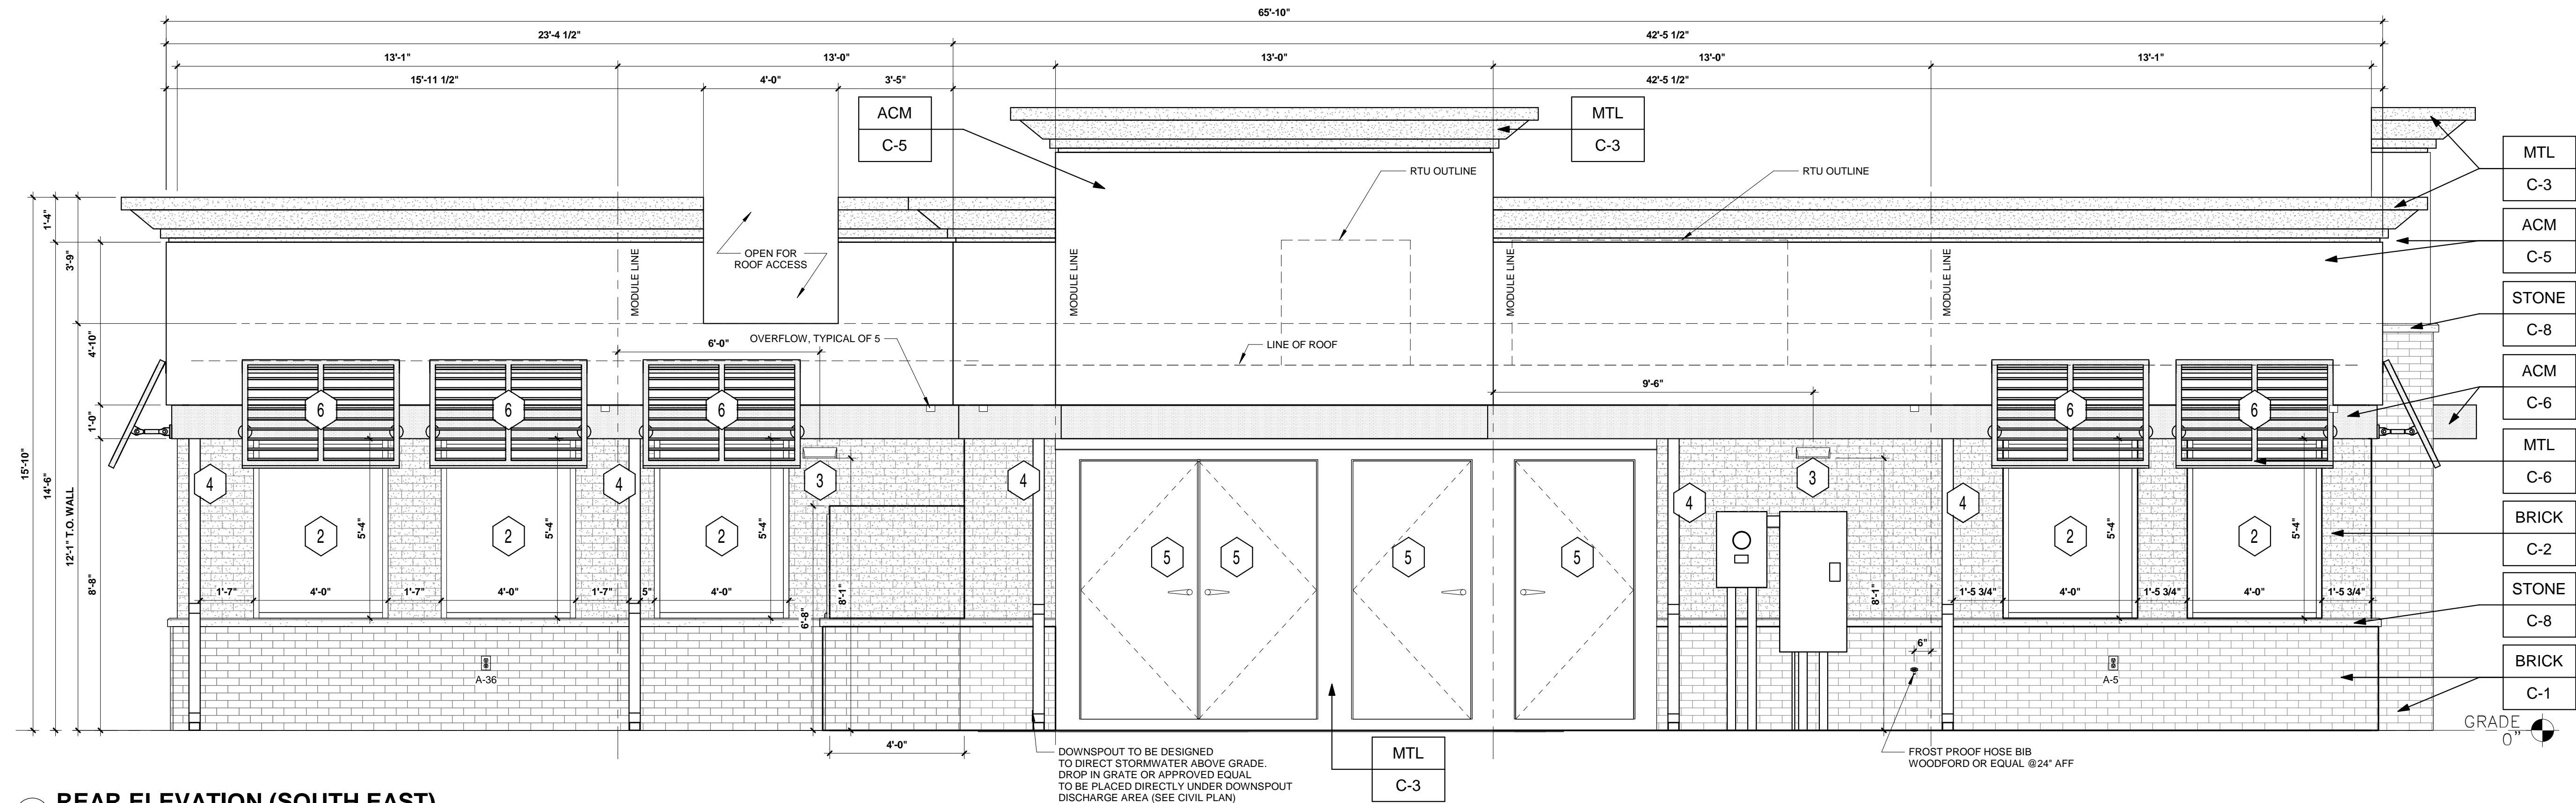 65'-10"
23'-4 1/2"
42'-5 1/2"
13'-1"
13'-0"
13'-0"
13'-0"
13'-1"
15'-11 1/2"
4'-0"
3'-5"
42'-5 1/2"
ACM
C-5
MTL
C-3
RTU OUTLINE
RTU OUTLINE
OPEN FOR
ROOF ACCESS
MODULE LINE
MODULE LINE
MODULE LINE
MODULE LINE
15'-10"
14'-6"
12'-1" T.O. WALL
1'-4"
3'-9"
4'-10"
1'-0"
8'-8"
6'-0"
OVERFLOW, TYPICAL OF 5
LINE OF ROOF
9'-6"
6
6
6
6
6
4
4
3
4
4
3
4
2
2
2
2
2
5'-4"
5'-4"
5'-4"
5'-4"
5'-4"
5
5
5
5
1'-7"
4'-0"
1'-7"
4'-0"
1'-7"
5"
4'-0"
6'-8"
8'-1"
8'-1"
1'-5 3/4"
4'-0"
1'-5 3/4"
4'-0"
1'-5 3/4"
6"
A-36
A-5
4'-0"
DOWNSPOUT TO BE DESIGNED
TO DIRECT STORMWATER ABOVE GRADE.
DROP IN GRATE OR APPROVED EQUAL
TO BE PLACED DIRECTLY UNDER DOWNSPOUT
DISCHARGE AREA (SEE CIVIL PLAN)
MTL
C-3
FROST PROOF HOSE BIB
WOODFORD OR EQUAL @24" AFF
MTL
C-3
ACM
C-5
STONE
C-8
ACM
C-6
MTL
C-6
BRICK
C-2
STONE
C-8
BRICK
C-1
GRADE
0"
REAR ELEVATION (SOUTH EAST)